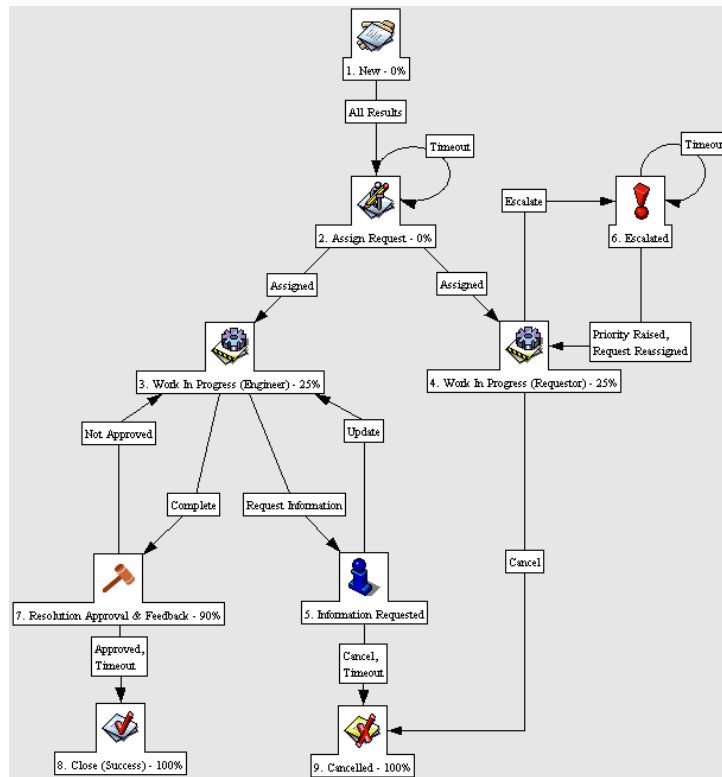 1. New - 0%
All Results
Timeout
Timeout
Escalate
2. Assign Request - 0%
6. Escalated
Assigned
Assigned
Priority Raised,
Request Reassigned
3. Work In Progress (Engineer) - 25%
4. Work In Progress (Requestor) - 25%
Not Approved
Update
Complete
Request Information
Cancel
7. Resolution Approval & Feedback - 90%
5. Information Requested
Approved,
Timeout
Cancel,
Timeout
8. Close (Success) - 100%
9. Cancelled - 100%